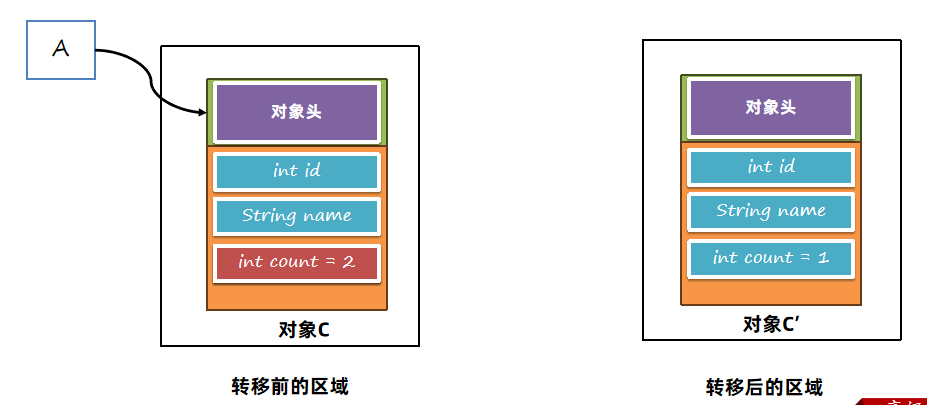 A
对象头
int id
String name
int count = 2
对象C
转移前的区域
对象头
int id
String name
int count = 1
对象C′
转移后的区域